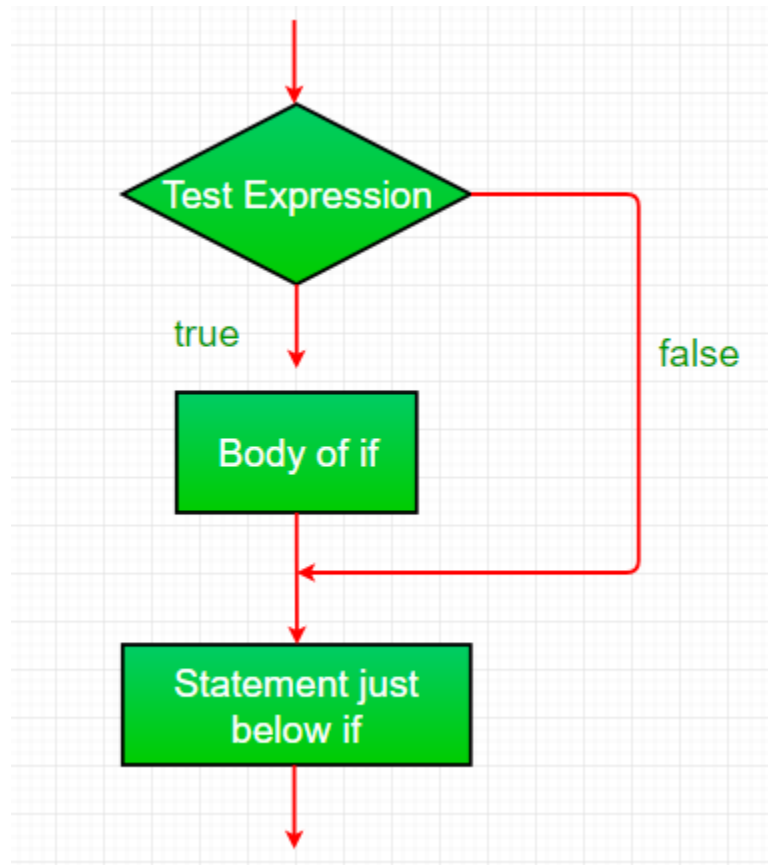 Test Expression
true
false
Body of if
Statement just
below if